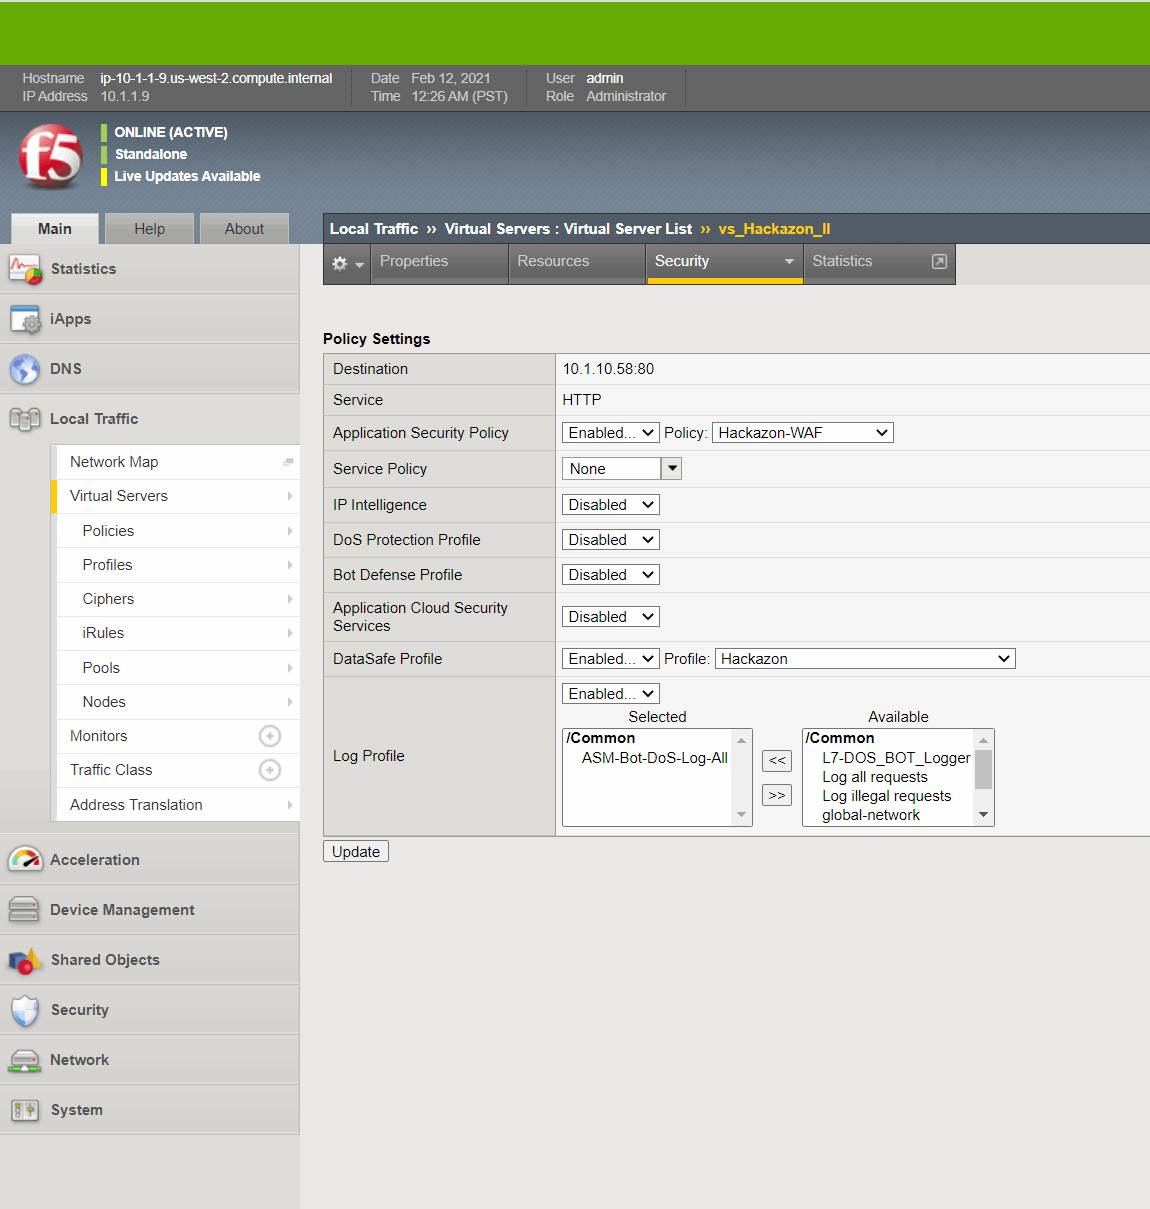 Hostname ip-10-1-1-9.us-west-2.compute.internal Date Feb 12, 2021 User admin
IP Address 10.1.1.9 Time 12:26 AM (PST) Role Administrator
f5
ONLINE (ACTIVE)
Standalone
Live Updates Available
Main Help About
Local Traffic ›› Virtual Servers : Virtual Server List ›› vs_Hackazon_II
Properties Resources Security Statistics
Statistics
iApps
DNS
Local Traffic
Network Map
Virtual Servers
Policies
Profiles
Ciphers
iRules
Pools
Nodes
Monitors
Traffic Class
Address Translation
Acceleration
Device Management
Shared Objects
Security
Network
System
Policy Settings
Destination 10.1.10.58:80
Service HTTP
Application Security Policy Enabled... Policy: Hackazon-WAF
Service Policy None
IP Intelligence Disabled
DoS Protection Profile Disabled
Bot Defense Profile Disabled
Application Cloud Security
Services Disabled
DataSafe Profile Enabled... Profile: Hackazon
Log Profile Enabled...
Selected Available
/Common /Common
ASM-Bot-DoS-Log-All L7-DOS_BOT_Logger
<< Log all requests
>> Log illegal requests
global-network
Update